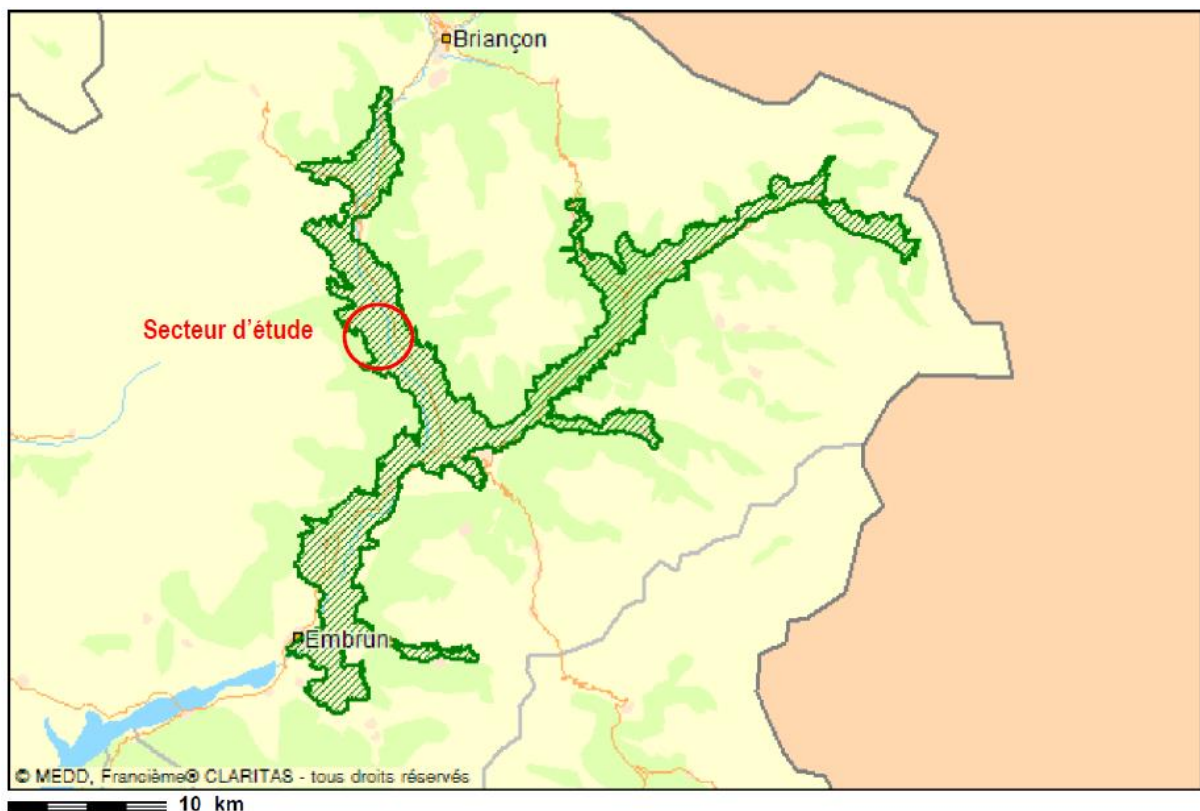 Briançon
Secteur d'étude
Embrun
© MEDD, Francième® CLARITAS - tous droits réservés
10 km